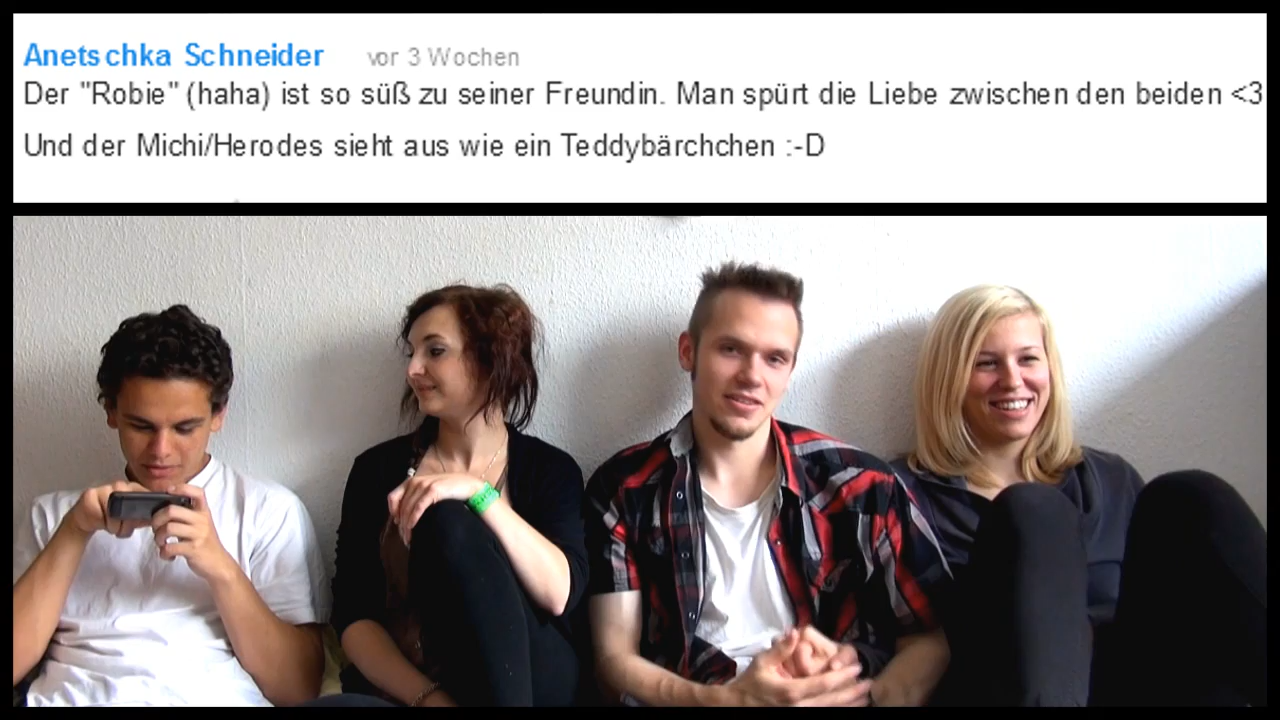 Anetschka Schneider vor 3 Wochen
Der "Robie" (haha) ist so süß zu seiner Freundin. Man spürt die Liebe zwischen den beiden <3
Und der Michi/Herodes sieht aus wie ein Teddybärchchen :-D